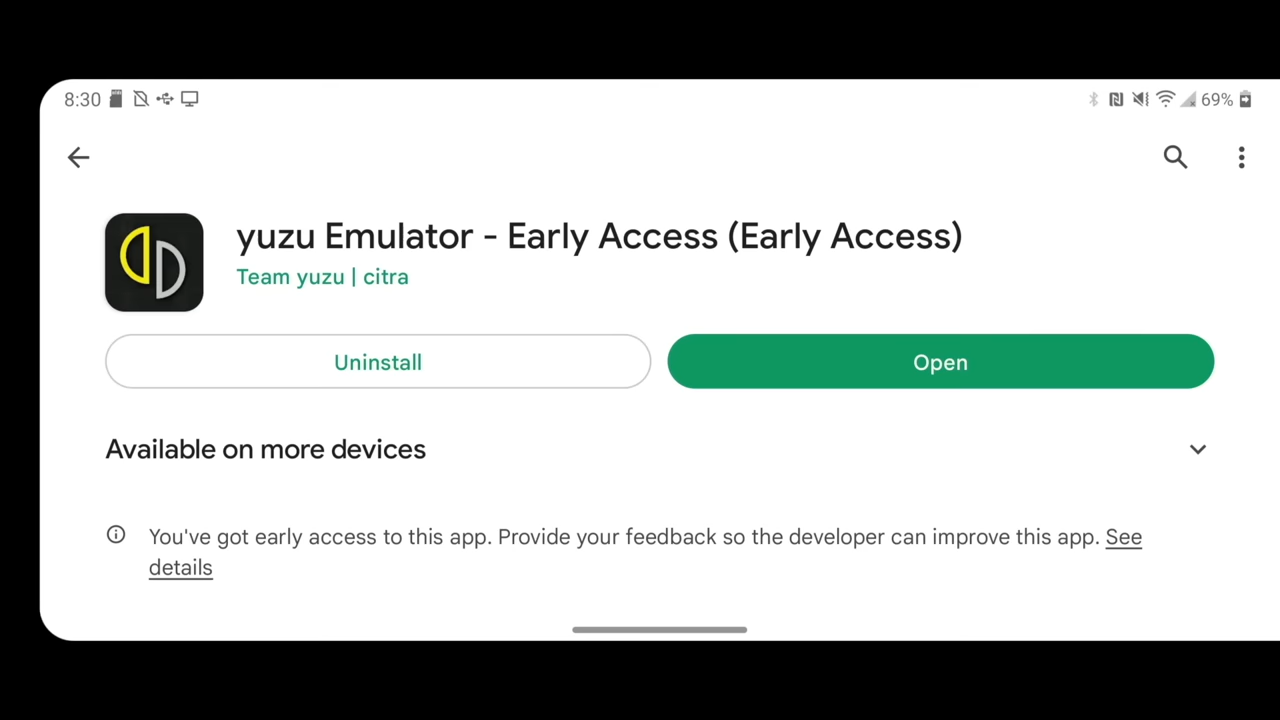 8:30 69%
yuzu Emulator - Early Access (Early Access)
Team yuzu | citra
Uninstall Open
Available on more devices
You've got early access to this app. Provide your feedback so the developer can improve this app. See
details